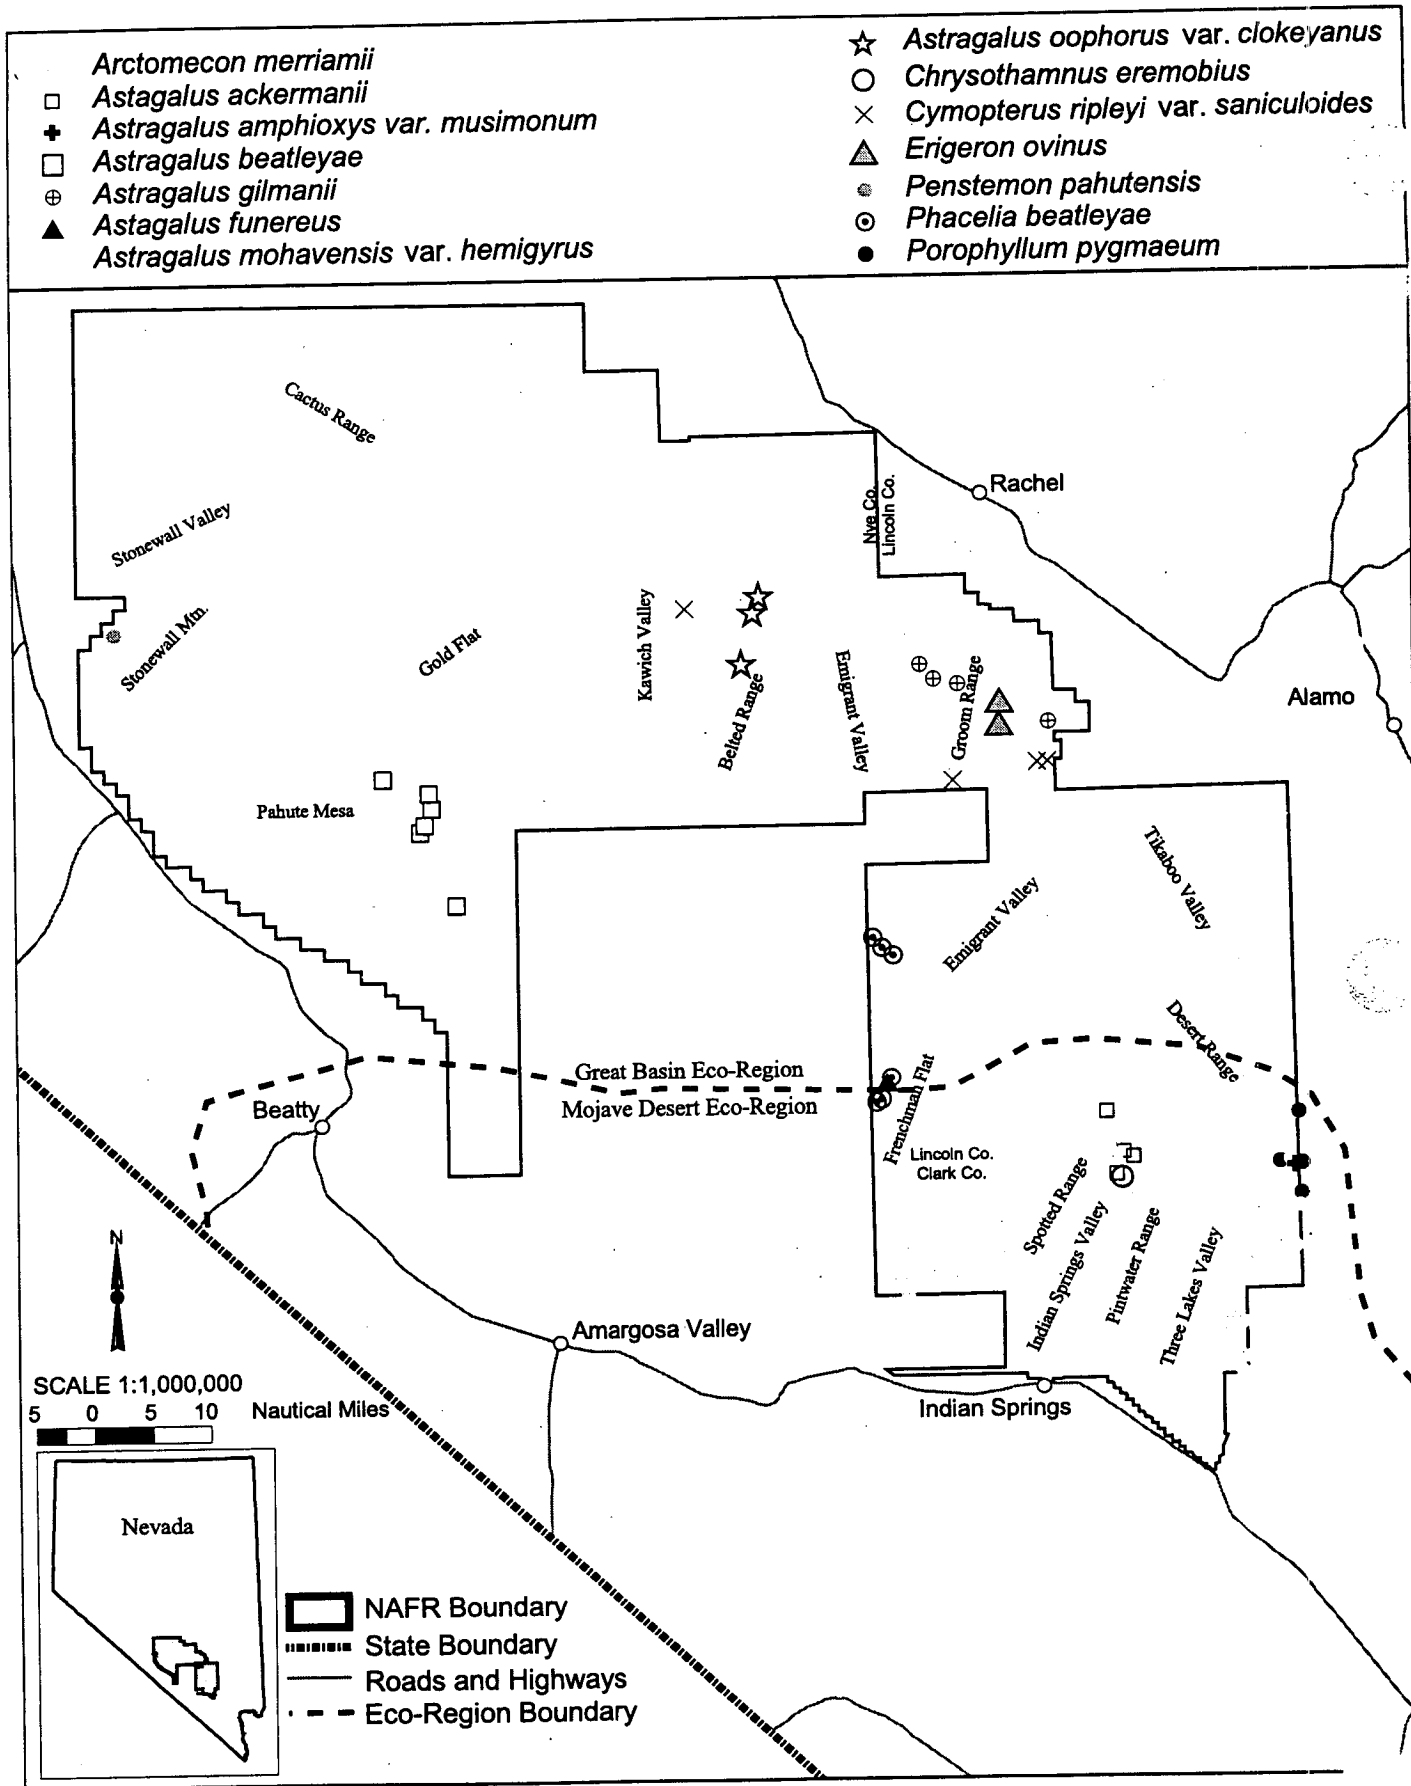 Arctomecon merriamii
Astagalus ackermanii
Astragalus amphioxys var. musimonum
Astragalus beatleyae
Astragalus gilmanii
Astagalus funereus
Astragalus mohavensis var. hemigyrus
Astragalus oophorus var. clokeyanus
Chrysothamnus eremobius
Cymopterus ripleyi var. saniculoides
Erigeron ovinus
Penstemon pahutensis
Phacelia beatleyae
Porophyllum pygmaeum
Cactus Range
Rachel
Nye Co.
Lincoln Co.
Stonewall Valley
Stonewall Mtn.
Gold Flat
Kawich Valley
Belted Range
Emigrant Valley
Groom Range
Alamo
Pahute Mesa
Tikaboo Valley
Emigrant Valley
Desert Range
Great Basin Eco-Region
Mojave Desert Eco-Region
Beatty
Frenchman Flat
Lincoln Co.
Clark Co.
Spotted Range
Indian Springs Valley
Pintwater Range
Three Lakes Valley
N
Amargosa Valley
Indian Springs
SCALE 1:1,000,000
5 0 5 10 Nautical Miles
Nevada
NAFR Boundary
State Boundary
Roads and Highways
Eco-Region Boundary